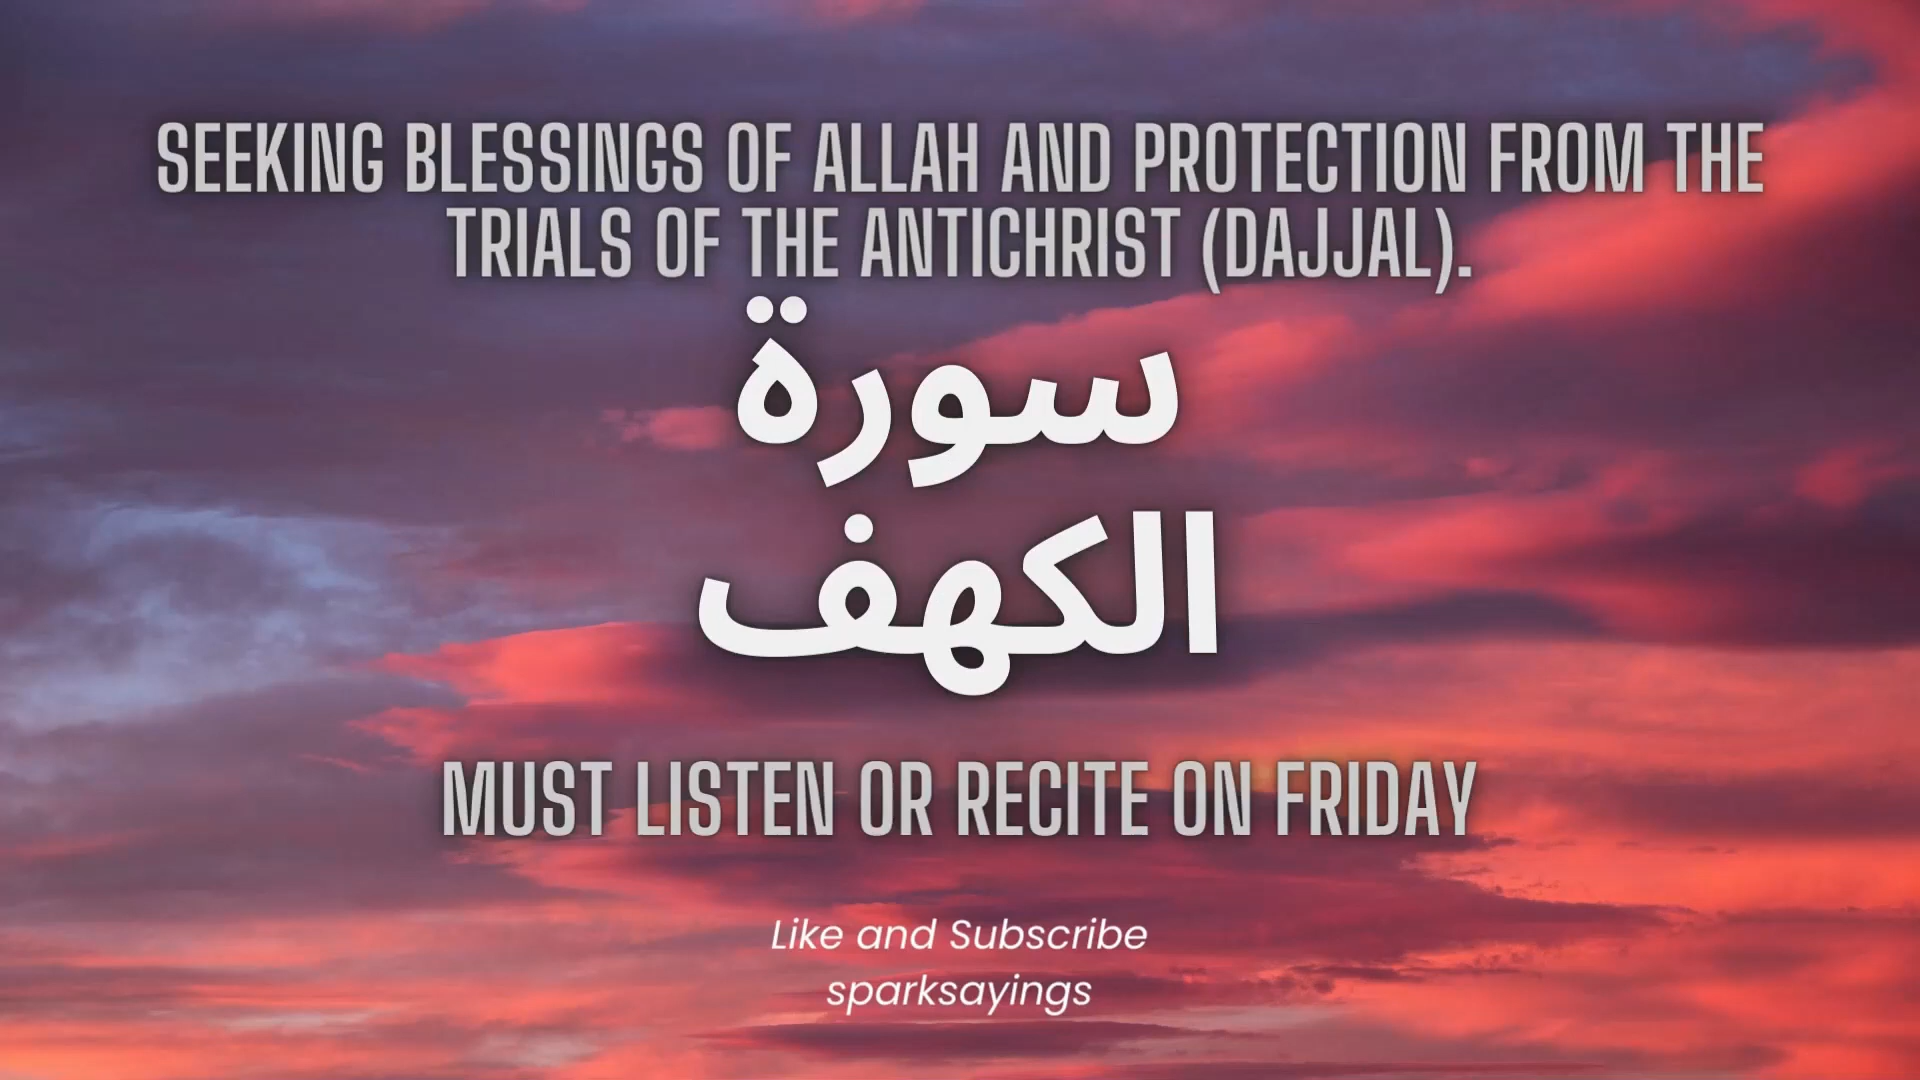 SEEKING BLESSINGS OF ALLAH AND PROTECTION FROM THE
TRIALS OF THE ANTICHRIST (DAJJAL).
سورة
الكهف
MUST LISTEN OR RECITE ON FRIDAY
Like and Subscribe
sparksayings